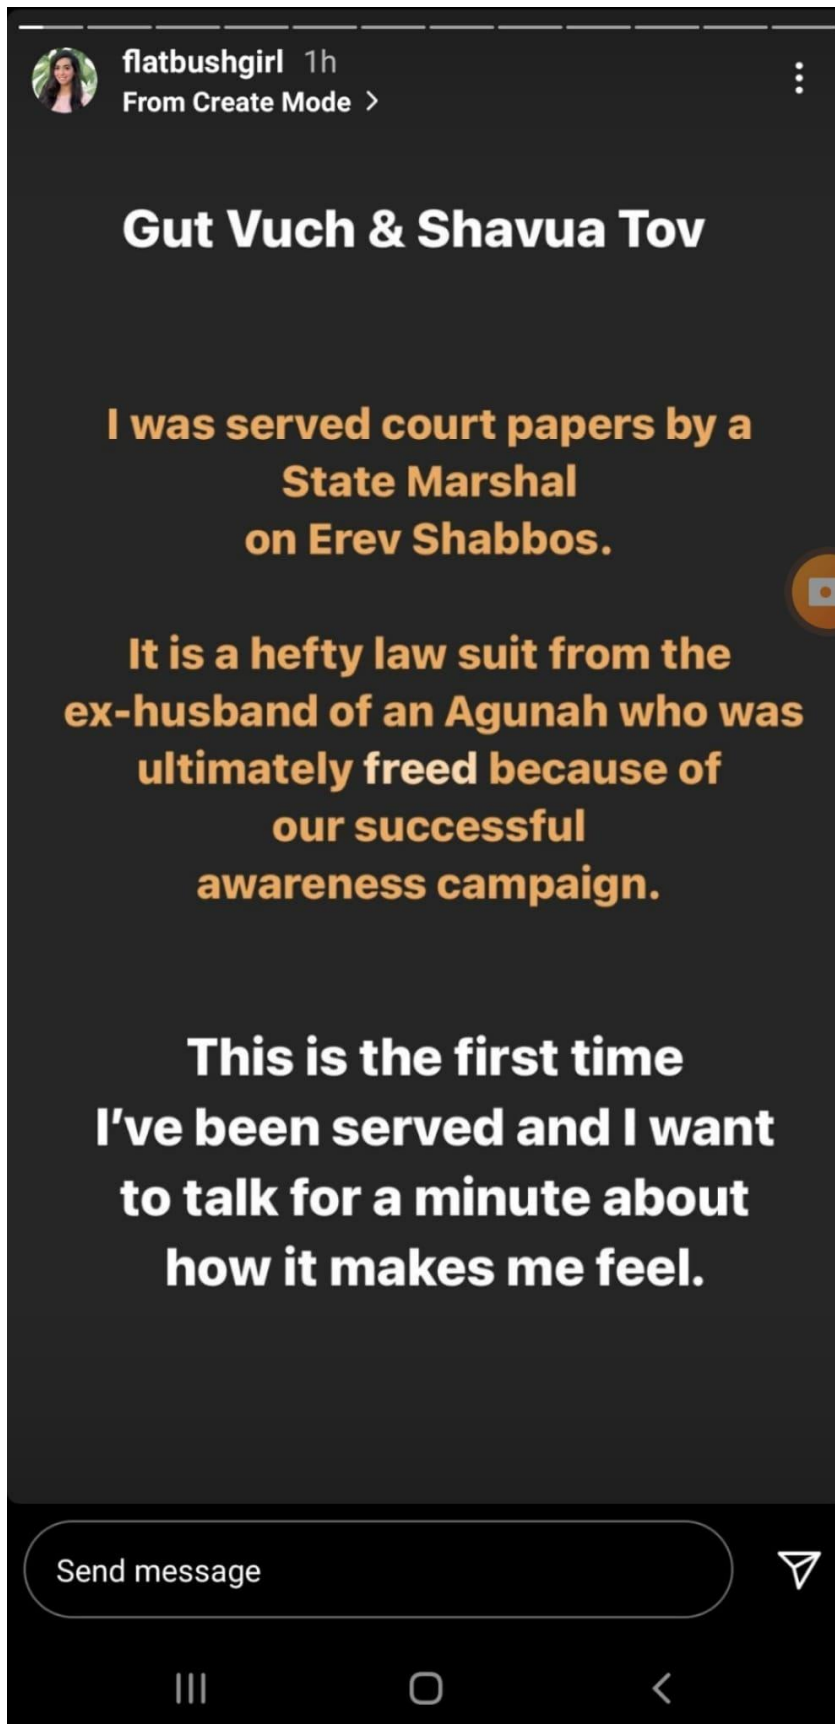 flatbushgirl 1h
From Create Mode >
Gut Vuch & Shavua Tov
I was served court papers by a
State Marshal
on Erev Shabbos.
It is a hefty law suit from the
ex-husband of an Agunah who was
ultimately freed because of
our successful
awareness campaign.
This is the first time
I've been served and I want
to talk for a minute about
how it makes me feel.
Send message